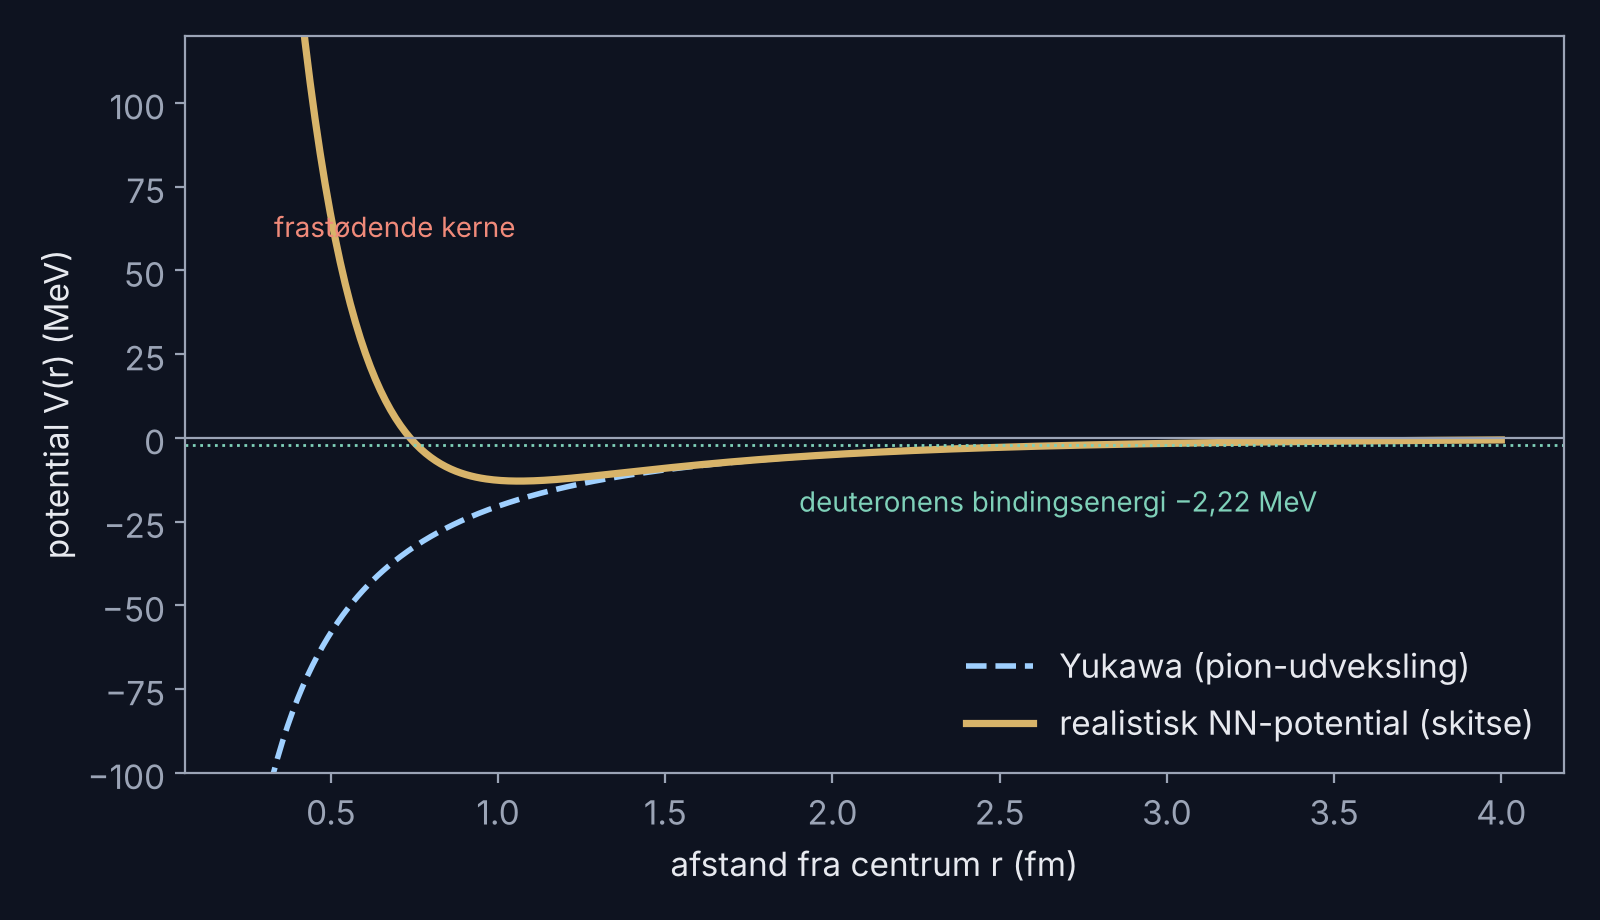 potential V(r) (MeV)
100
75
50
25
0
−25
−50
−75
−100
frastødende kerne
deuteronens bindingsenergi −2,22 MeV
Yukawa (pion-udveksling)
realistisk NN-potential (skitse)
0.5 1.0 1.5 2.0 2.5 3.0 3.5 4.0
afstand fra centrum r (fm)